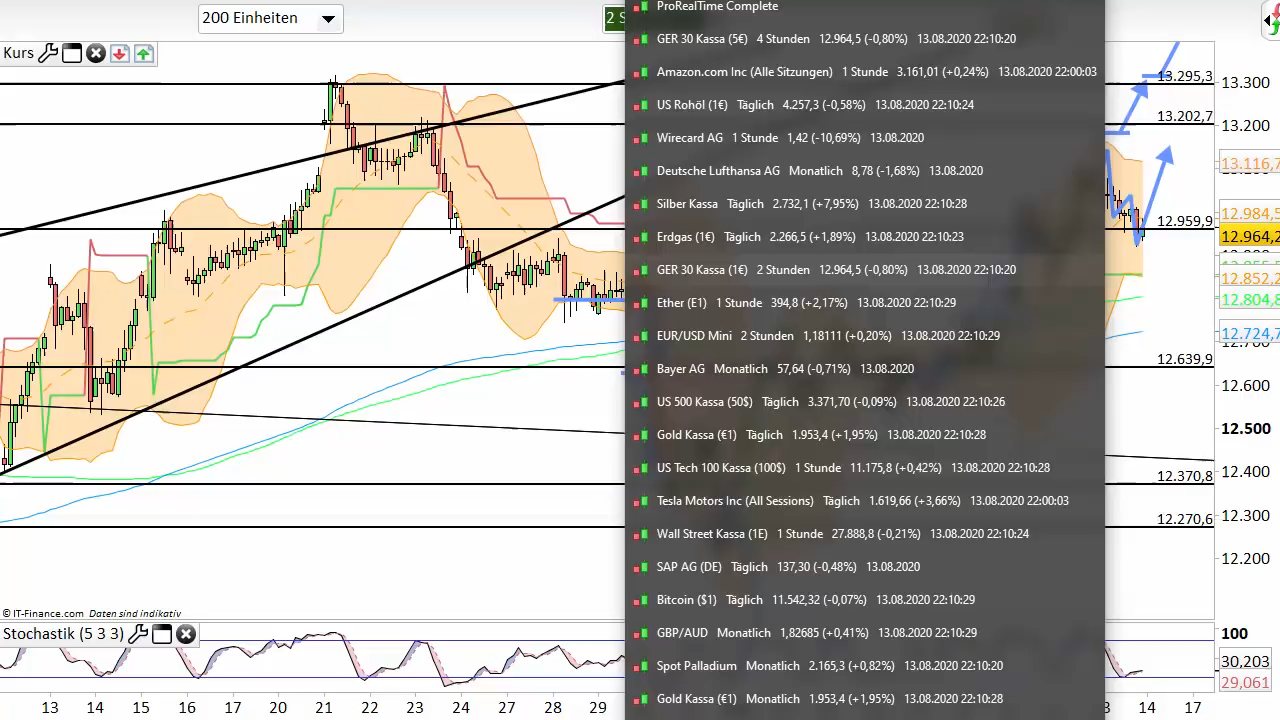 200 Einheiten
2 S
Kurs
ProRealTime Complete
GER 30 Kassa (5€) 4 Stunden 12.964,5 (-0,80%) 13.08.2020 22:10:20
Amazon.com Inc (Alle Sitzungen) 1 Stunde 3.161,01 (+0,24%) 13.08.2020 22:00:03
US Rohöl (1€) Täglich 4.257,3 (-0,58%) 13.08.2020 22:10:24
Wirecard AG 1 Stunde 1,42 (-10,69%) 13.08.2020
Deutsche Lufthansa AG Monatlich 8,78 (-1,68%) 13.08.2020
Silber Kassa Täglich 2.732,1 (+7,95%) 13.08.2020 22:10:28
Erdgas (1€) Täglich 2.266,5 (+1,89%) 13.08.2020 22:10:23
GER 30 Kassa (1€) 2 Stunden 12.964,5 (-0,80%) 13.08.2020 22:10:20
Ether (E1) 1 Stunde 394,8 (+2,17%) 13.08.2020 22:10:29
EUR/USD Mini 2 Stunden 1,18111 (+0,20%) 13.08.2020 22:10:29
Bayer AG Monatlich 57,64 (-0,71%) 13.08.2020
US 500 Kassa (50$) Täglich 3.371,70 (-0,09%) 13.08.2020 22:10:26
Gold Kassa (€1) Täglich 1.953,4 (+1,95%) 13.08.2020 22:10:28
US Tech 100 Kassa (100$) 1 Stunde 11.175,8 (+0,42%) 13.08.2020 22:10:28
Tesla Motors Inc (All Sessions) Täglich 1.619,66 (+3,66%) 13.08.2020 22:00:03
Wall Street Kassa (1E) 1 Stunde 27.888,8 (-0,21%) 13.08.2020 22:10:24
SAP AG (DE) Täglich 137,30 (-0,48%) 13.08.2020
Bitcoin ($1) Täglich 11.542,32 (-0,07%) 13.08.2020 22:10:29
GBP/AUD Monatlich 1,82685 (+0,41%) 13.08.2020 22:10:29
Spot Palladium Monatlich 2.165,3 (+0,82%) 13.08.2020 22:10:20
Gold Kassa (€1) Monatlich 1.953,4 (+1,95%) 13.08.2020 22:10:28
13.295,3
13.300
13.202,7
13.200
13.116,7
12.984,5
12.959,9
12.964,2
12.852,2
12.804,8
12.724,7
12.639,9
12.600
12.500
12.400
12.370,8
12.300
12.270,6
12.200
© IT-Finance.com Daten sind indikativ
Stochastik (5 3 3)
100
30,203
29,061
13 14 15 16 17 20 21 22 23 24 27 28 29
14 17